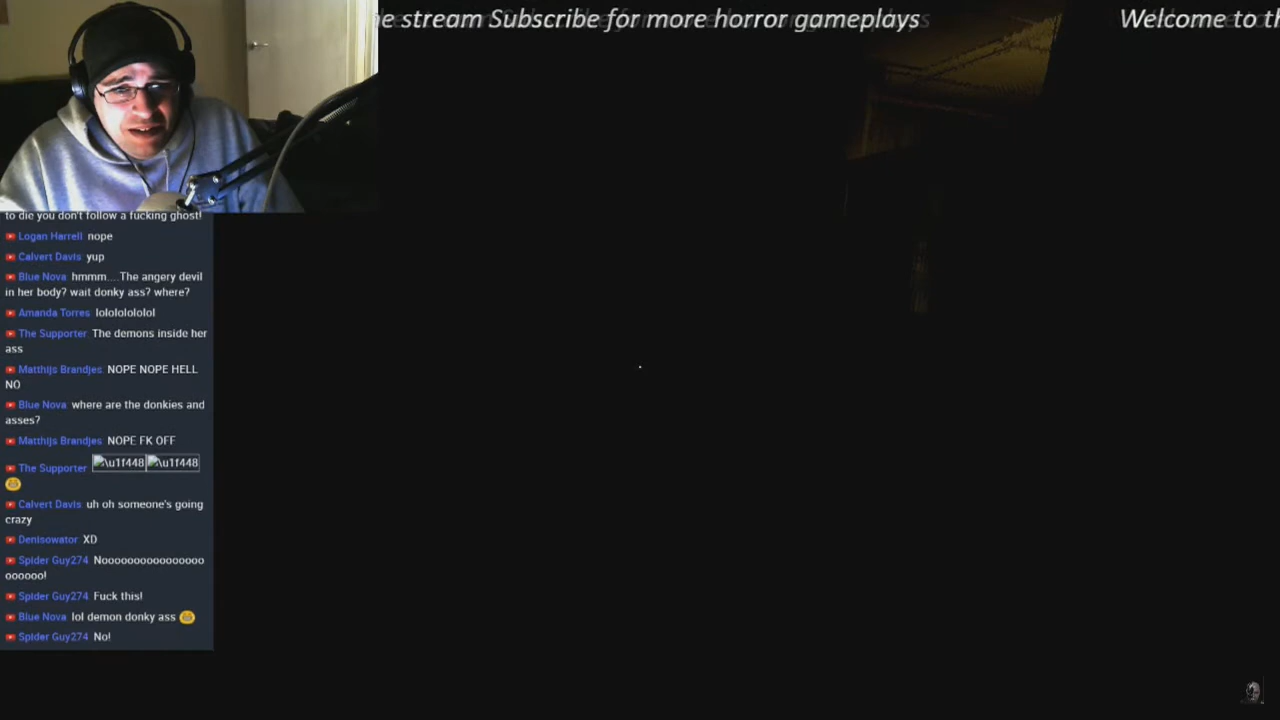 he stream Subscribe for more horror gameplays
Welcome to th
to die you don't follow a fucking ghost!
Logan Harrell nope
Calvert Davis yup
Blue Nova hmmm....The angery devil
in her body? wait donky ass? where?
Amanda Torres lolololololol
The Supporter The demons inside her
ass
Matthijs Brandjes NOPE NOPE HELL
NO
Blue Nova where are the donkies and
asses?
Matthijs Brandjes NOPE FK OFF
The Supporter \u1f448 \u1f448
Calvert Davis uh oh someone's going
crazy
Denisowator XD
Spider Guy274 Noooooooooooooooo
oooooo!
Spider Guy274 Fuck this!
Blue Nova lol demon donky ass
Spider Guy274 No!